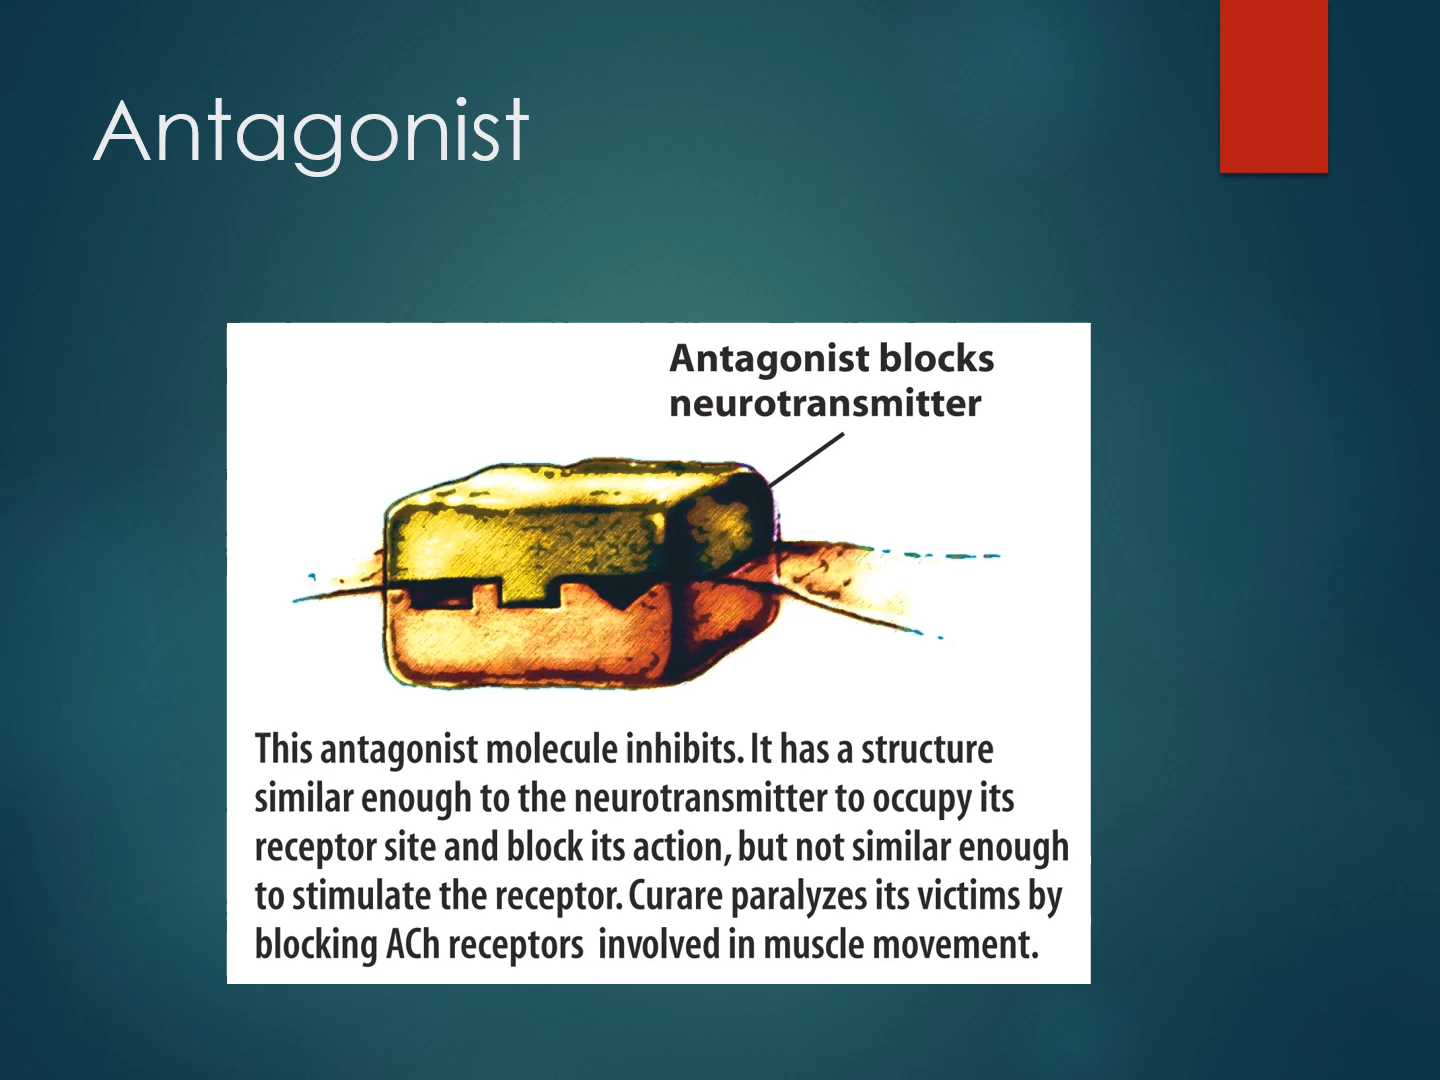 Antagonist
Antagonist blocks
neurotransmitter
This antagonist molecule inhibits. It has a structure
similar enough to the neurotransmitter to occupy its
receptor site and block its action, but not similar enough
to stimulate the receptor. Curare paralyzes its victims by
blocking ACh receptors  involved in muscle movement.